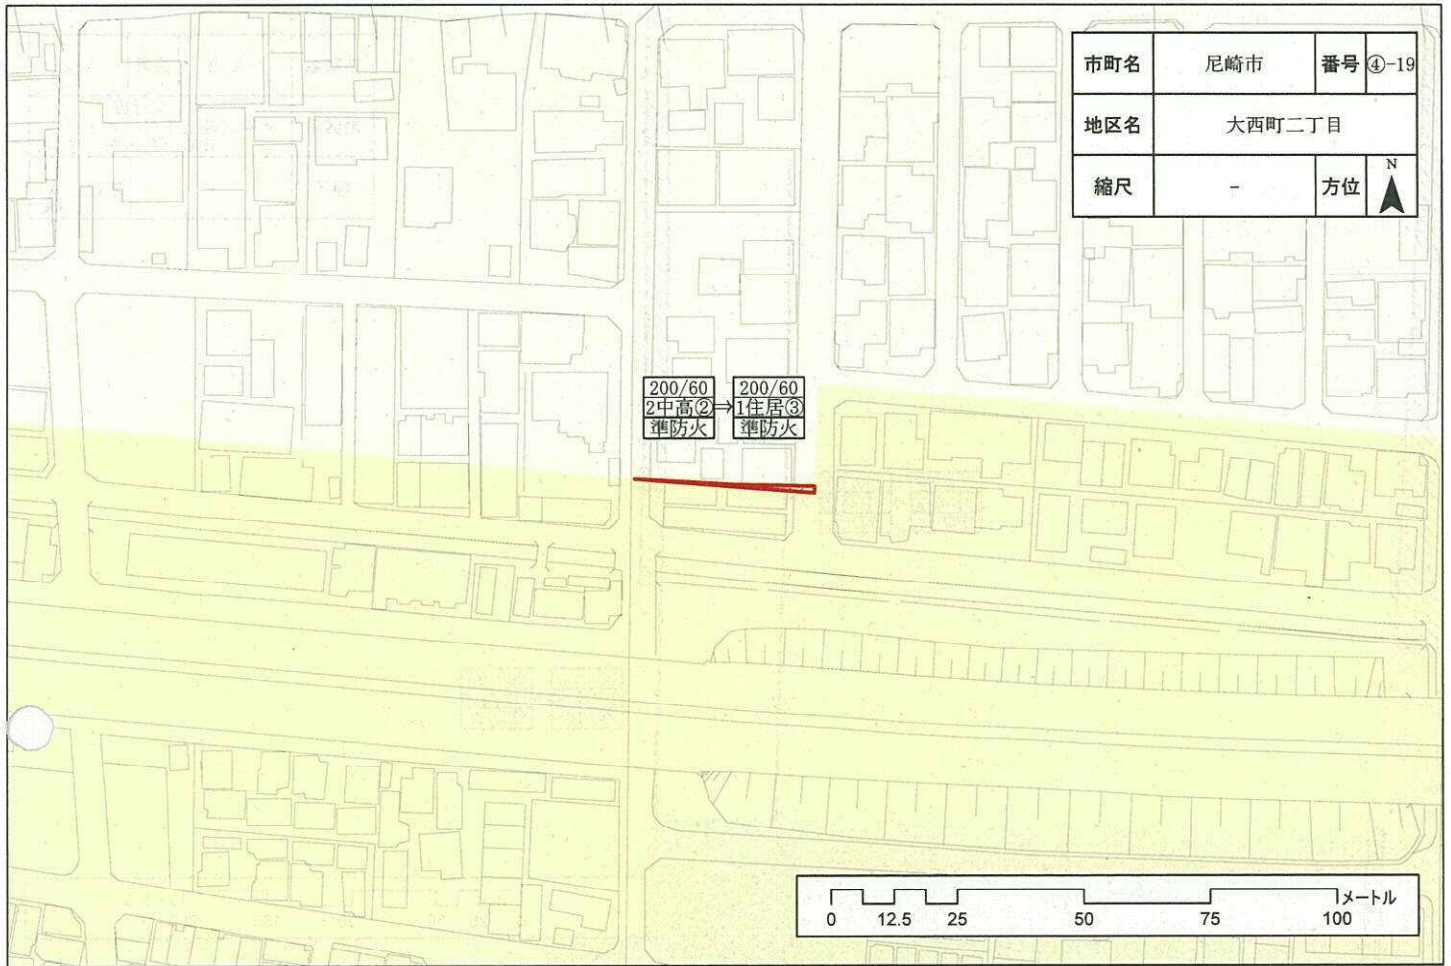 市町名 尼崎市 番号 ④-19
地区名 大西町二丁目
縮尺 - 方位 N
200/60 200/60
2中高② ⇒ 1住居③
準防火 準防火
0 12.5 25 50 75 100 メートル